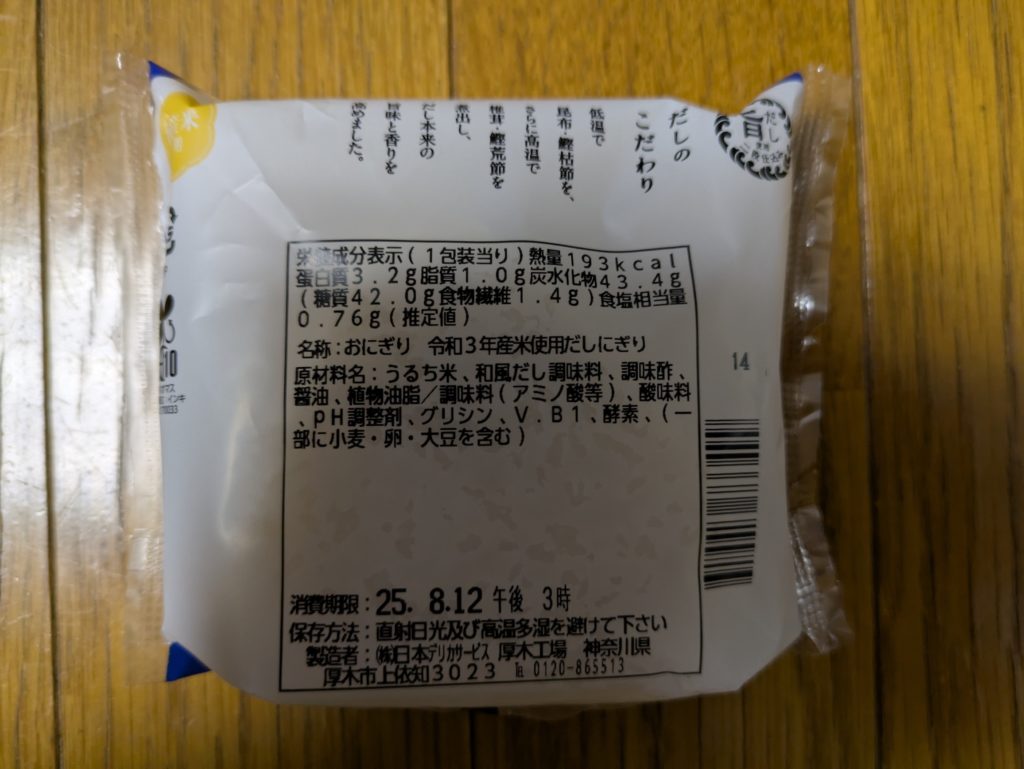 だしの
こだわり
低温で
昆布・鰹枯節を、
さらに高温で
椎茸・鰹荒節を
煮出し、
だし本来の
旨味と香りを
高めました。
だし
旨
米
栄養成分表示(1包装当り)熱量193kcal
蛋白質3.2g脂質1.0g炭水化物43.4g
(糖質42.0g食物繊維1.4g)食塩相当量
0.76g(推定値)
名称:おにぎり 令和3年産米使用だしにぎり
原材料名:うるち米、和風だし調味料、調味酢、
醤油、植物油脂/調味料(アミノ酸等)、酸味料
、pH調整剤、グリシン、V.B1、酵素、(一
部に小麦・卵・大豆を含む)
消費期限:25. 8.12 午後 3時
保存方法:直射日光及び高温多湿を避けて下さい
製造者:㈱日本デリカサービス 厚木工場 神奈川県
厚木市上依知3023 ℡ 0120-865513
14